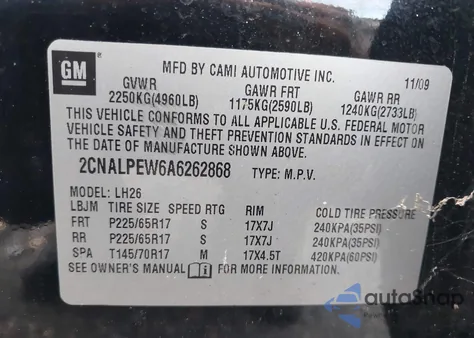 GM
MFD BY CAMI AUTOMOTIVE INC.
11/09
GVWR GAWR FRT GAWR RR
2250KG(4960LB) 1175KG(2590LB) 1240KG(2733LB)
THIS VEHICLE CONFORMS TO ALL APPLICABLE U.S. FEDERAL MOTOR
VEHICLE SAFETY AND THEFT PREVENTION STANDARDS IN EFFECT ON
THE DATE OF MANUFACTURE SHOWN ABOVE.
2CNALPEW6A6262868 TYPE: M.P.V.
MODEL: LH26
LBJM TIRE SIZE SPEED RTG RIM COLD TIRE PRESSURE
FRT P225/65R17 S 17X7J 240KPA(35PSI)
RR P225/65R17 S 17X7J 240KPA(35PSI)
SPA T145/70R17 M 17X4.5T 420KPA(60PSI)
SEE OWNER'S MANUAL FOR MORE INFORMATION.
autoSnap